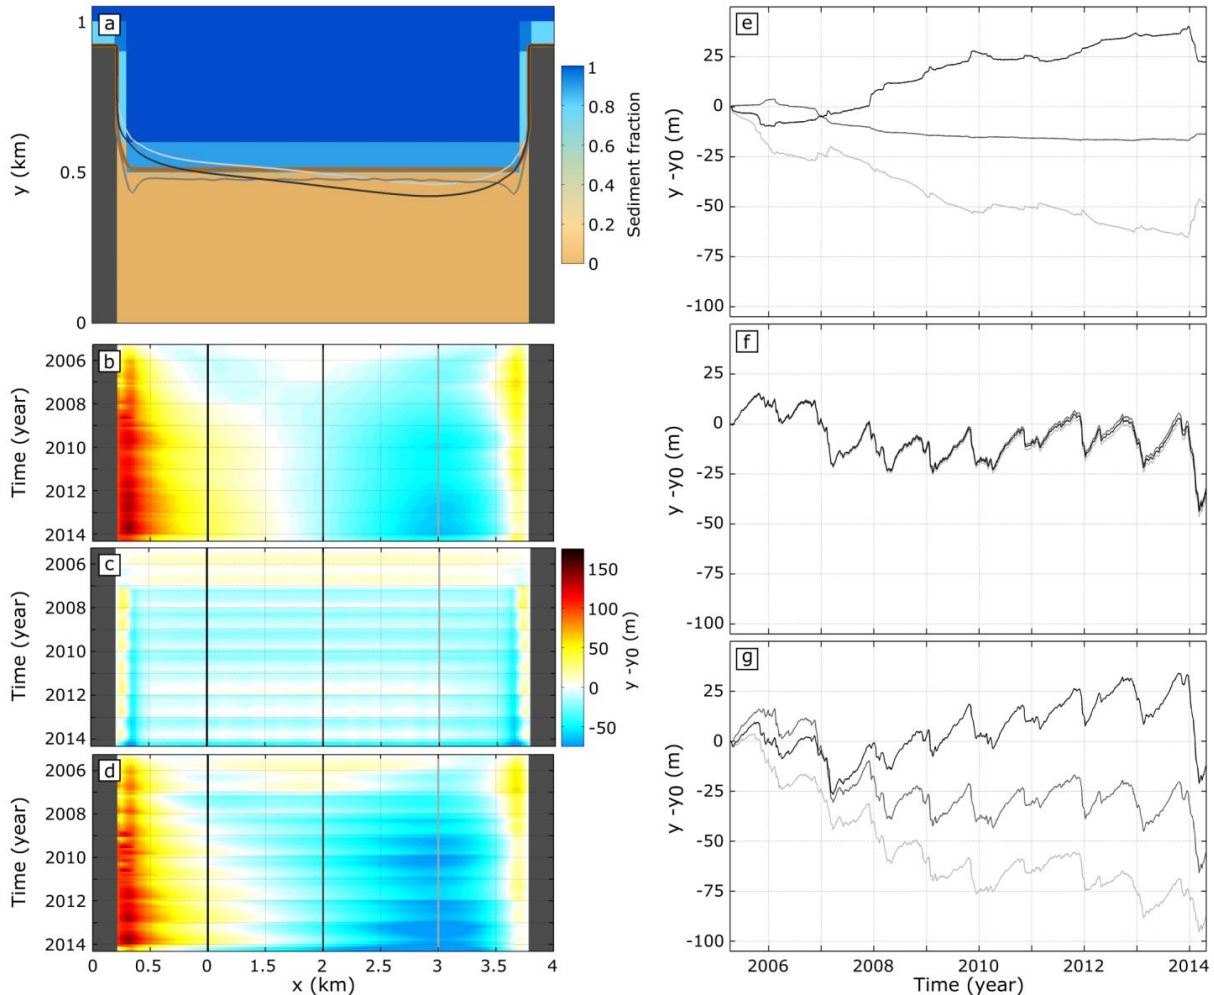 a
1
0.5
0
y (km)
1
0.8
0.6
0.4
0.2
0
Sediment fraction
b
2006
2008
2010
2012
2014
Time (year)
c
2006
2008
2010
2012
2014
Time (year)
150
100
50
0
-50
y -y0 (m)
d
2006
2008
2010
2012
2014
Time (year)
0 0.5 0 1.5 2 2.5 3 3.5 4
x (km)
e
25
0
-25
-50
-75
-100
y -y0 (m)
f
25
0
-25
-50
-75
-100
y -y0 (m)
g
25
0
-25
-50
-75
-100
y -y0 (m)
2006 2008 2010 2012 2014
Time (year)